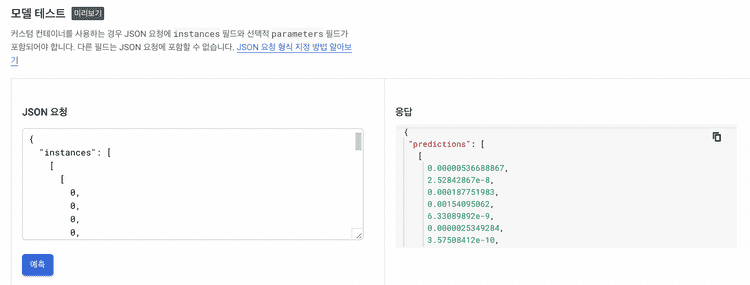 모델 테스트 미리보기
커스텀 컨테이너를 사용하는 경우 JSON 요청에 instances 필드와 선택적 parameters 필드가
포함되어야 합니다. 다른 필드는 JSON 요청에 포함할 수 없습니다. JSON 요청 형식 지정 방법 알아보
기
JSON 요청
{
"instances": [
[
[
0,
0,
0,
0,
예측
응답
{
"predictions": [
[
0.00000536688867,
2.52842867e-8,
0.000187751983,
0.00154095062,
6.33089892e-9,
0.0000025349284,
3.57508412e-10,